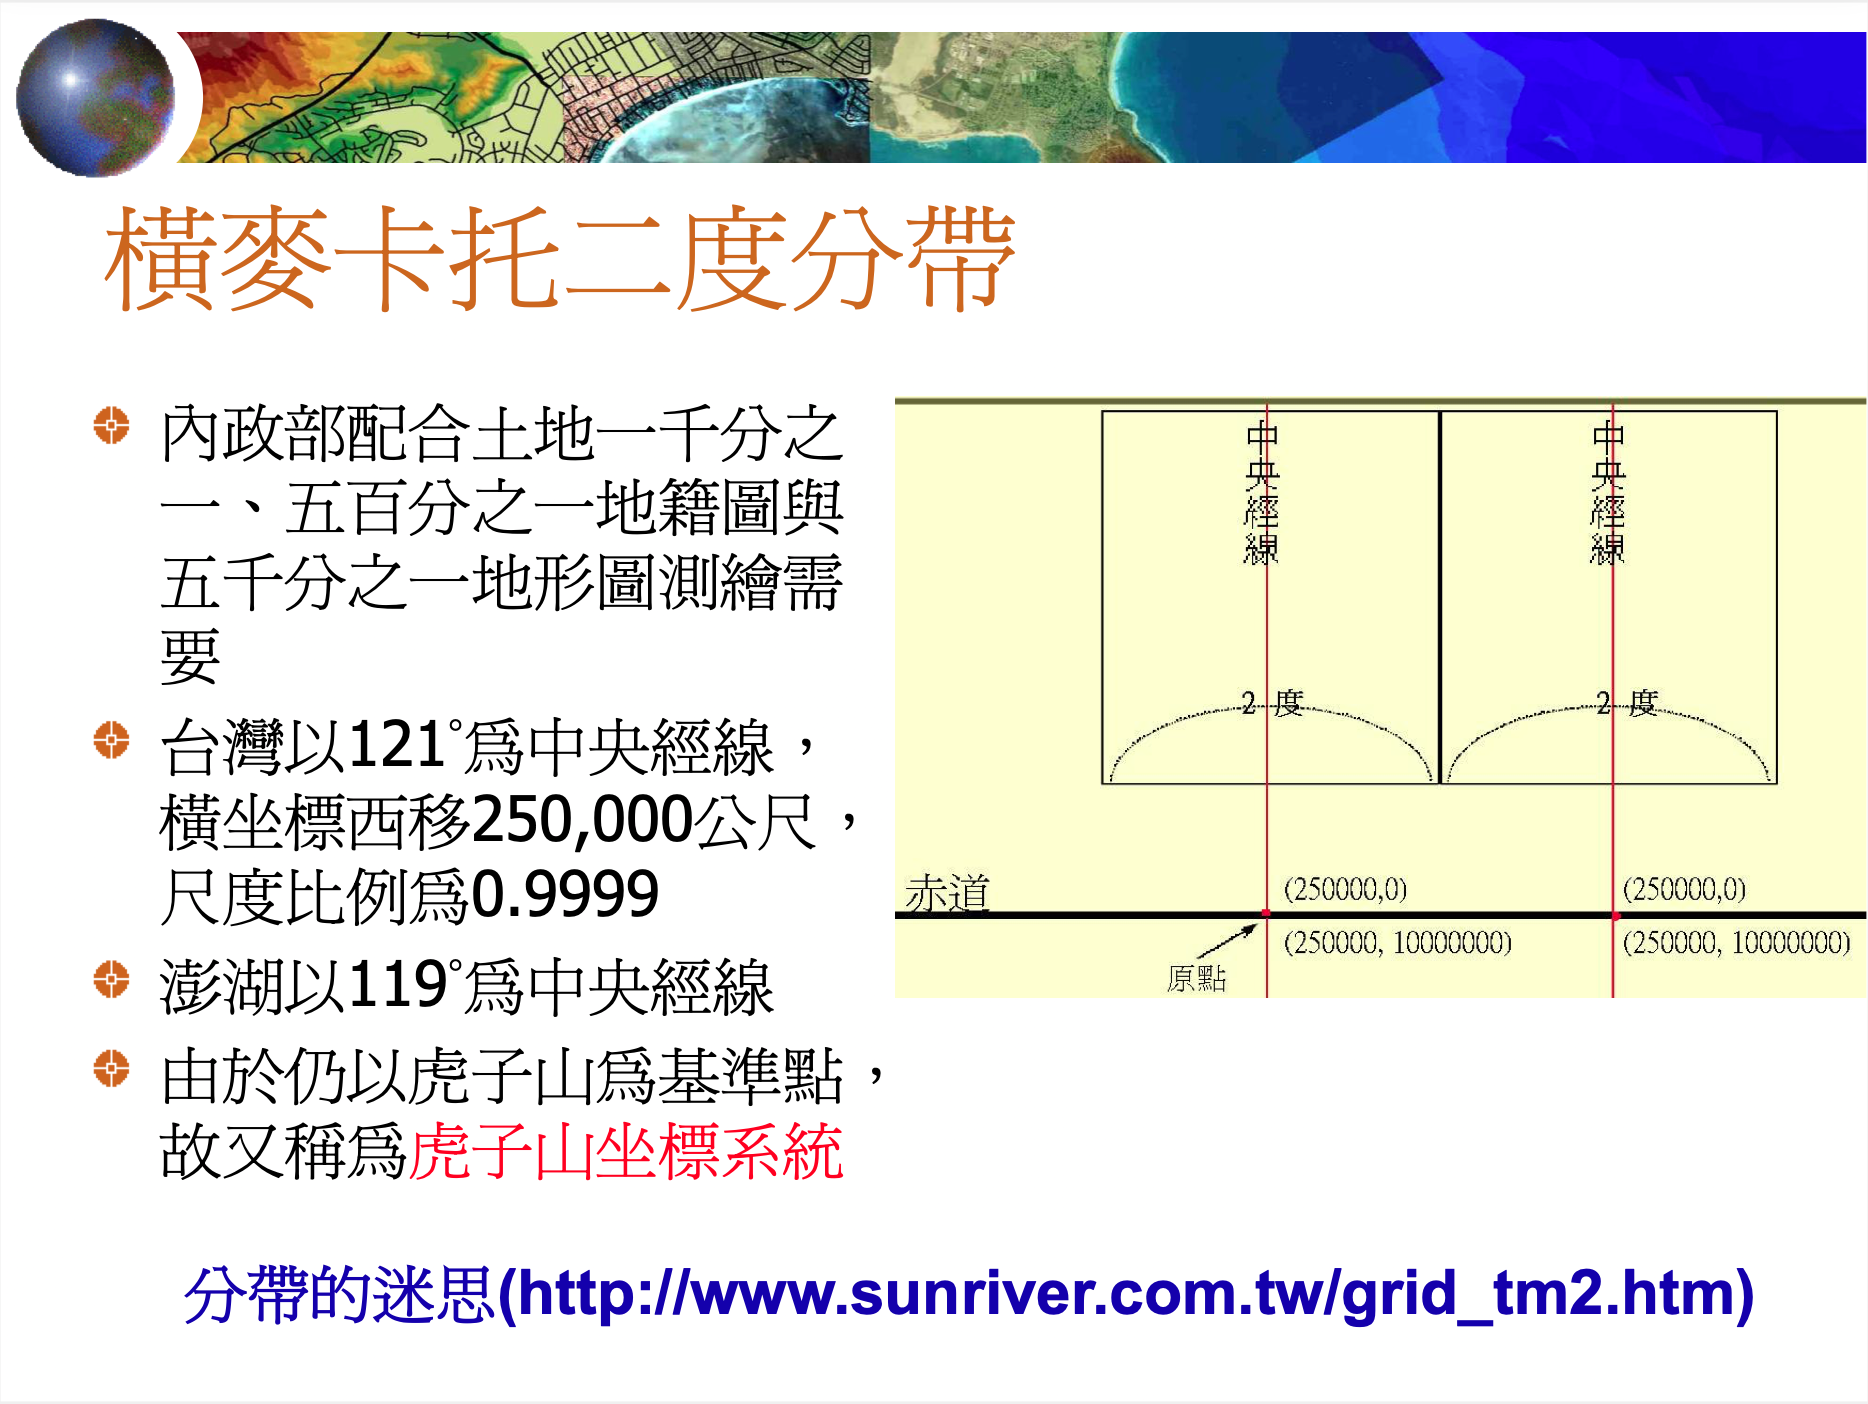 橫麥卡托二度分帶
內政部配合土地一千分之
一、五百分之一地籍圖與
五千分之一地形圖測繪需
要
台灣以121°為中央經線，
橫坐標西移250,000公尺，
尺度比例為0.9999
澎湖以119°為中央經線
由於仍以虎子山為基準點，
故又稱為虎子山坐標系統
中央經線
中央經線
2 度
2 度
赤道
(250000,0)
(250000,0)
(250000, 10000000)
(250000, 10000000)
原點
分帶的迷思(http://www.sunriver.com.tw/grid_tm2.htm)